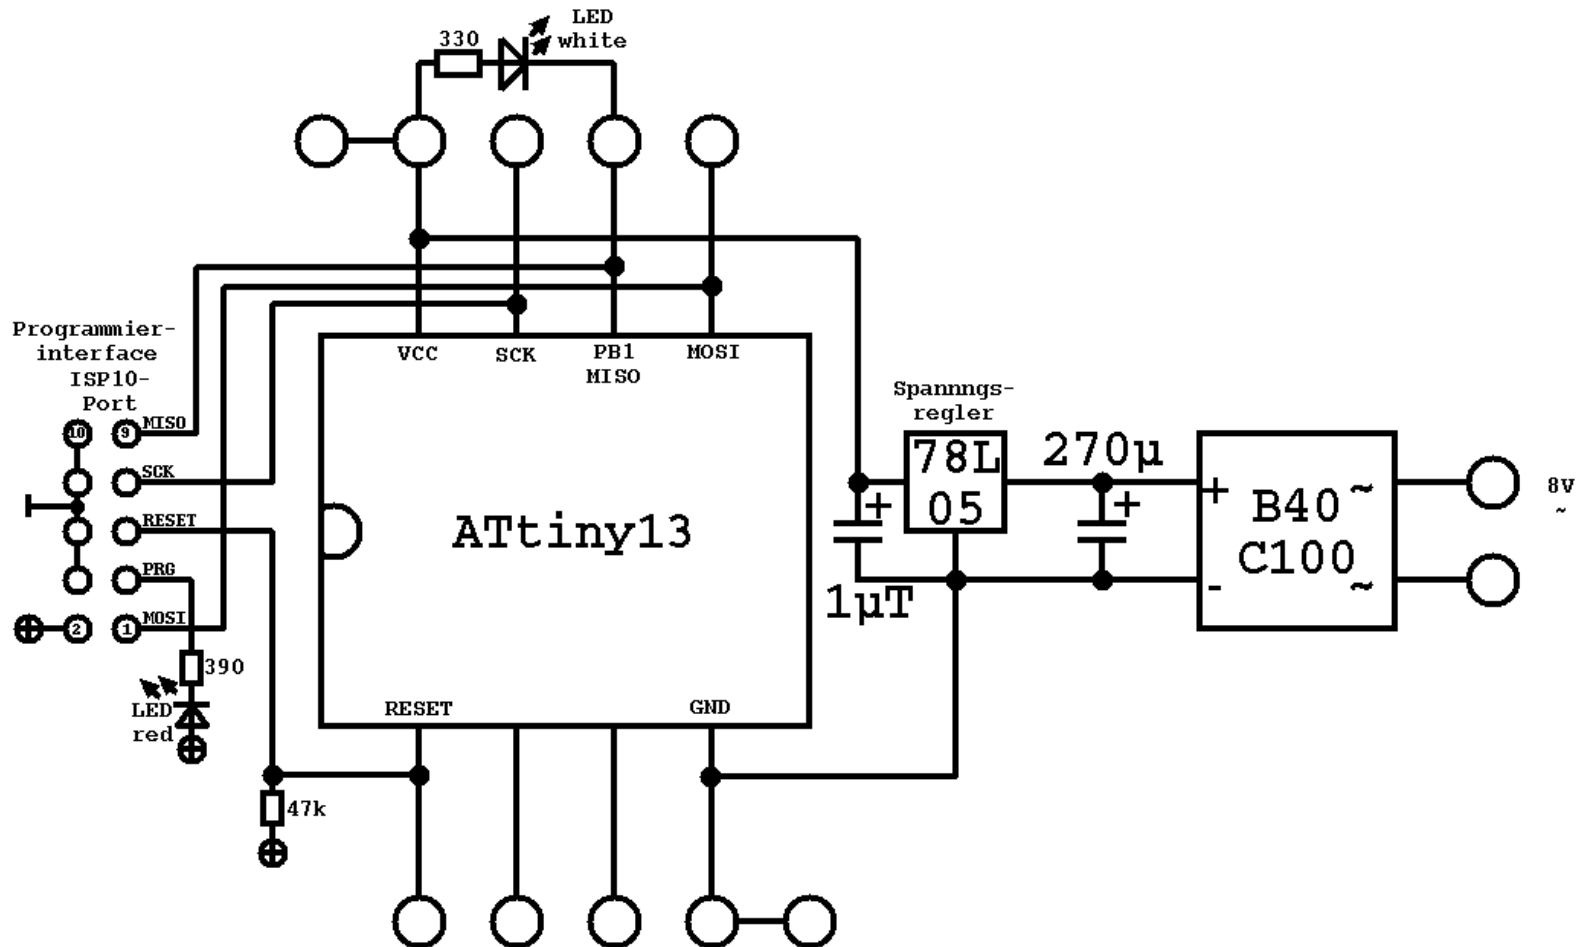 LED
white
330
Programmier-
interface
ISP10-
Port
VCC
SCK
PB1
MISO
MOSI
10
9
MISO
SCK
RESET
PRG
2
1
MOSI
390
LED
red
47k
ATtiny13
RESET
GND
Spannngs-
regler
78L
05
+
1µT
270µ
+
+
-
B40
C100
~
~
8V
~